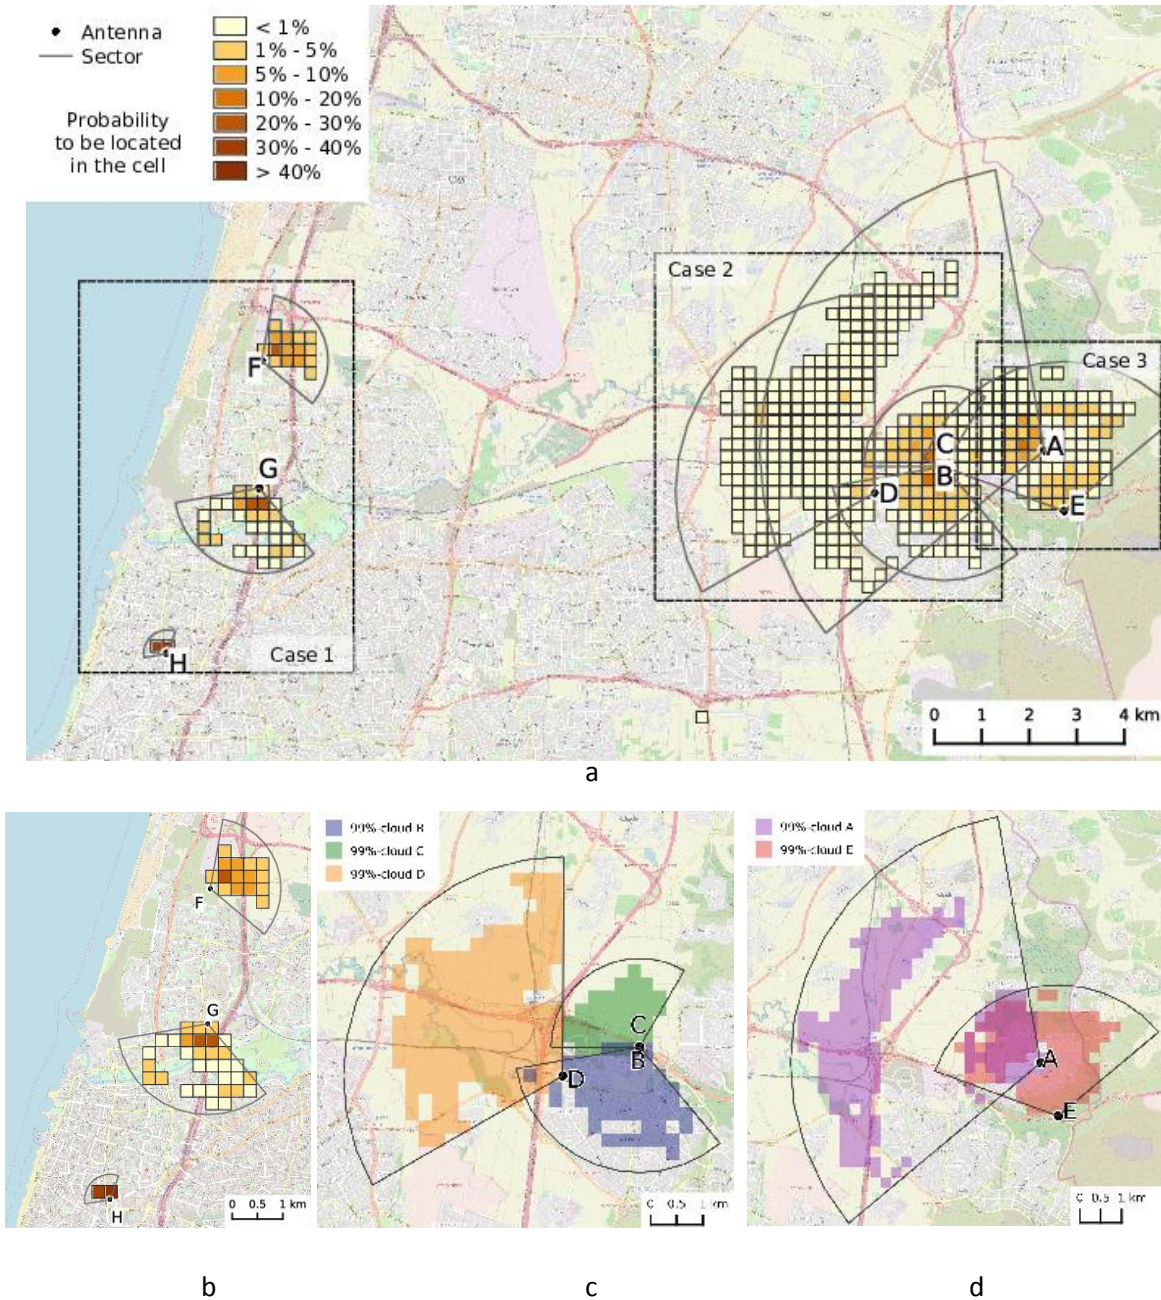 Antenna
Sector
Probability
to be located
in the cell
< 1%
1% - 5%
5% - 10%
10% - 20%
20% - 30%
30% - 40%
> 40%
Case 2
Case 3
F
C
A
G
B
D
E
H
Case 1
0 1 2 3 4 km
a
F
G
H
0 0.5 1 km
b
99%-cloud B
99%-cloud C
99%-cloud D
C
B
D
0 0.5 1 km
c
99%-cloud A
99%-cloud E
A
E
0 0.5 1 km
d